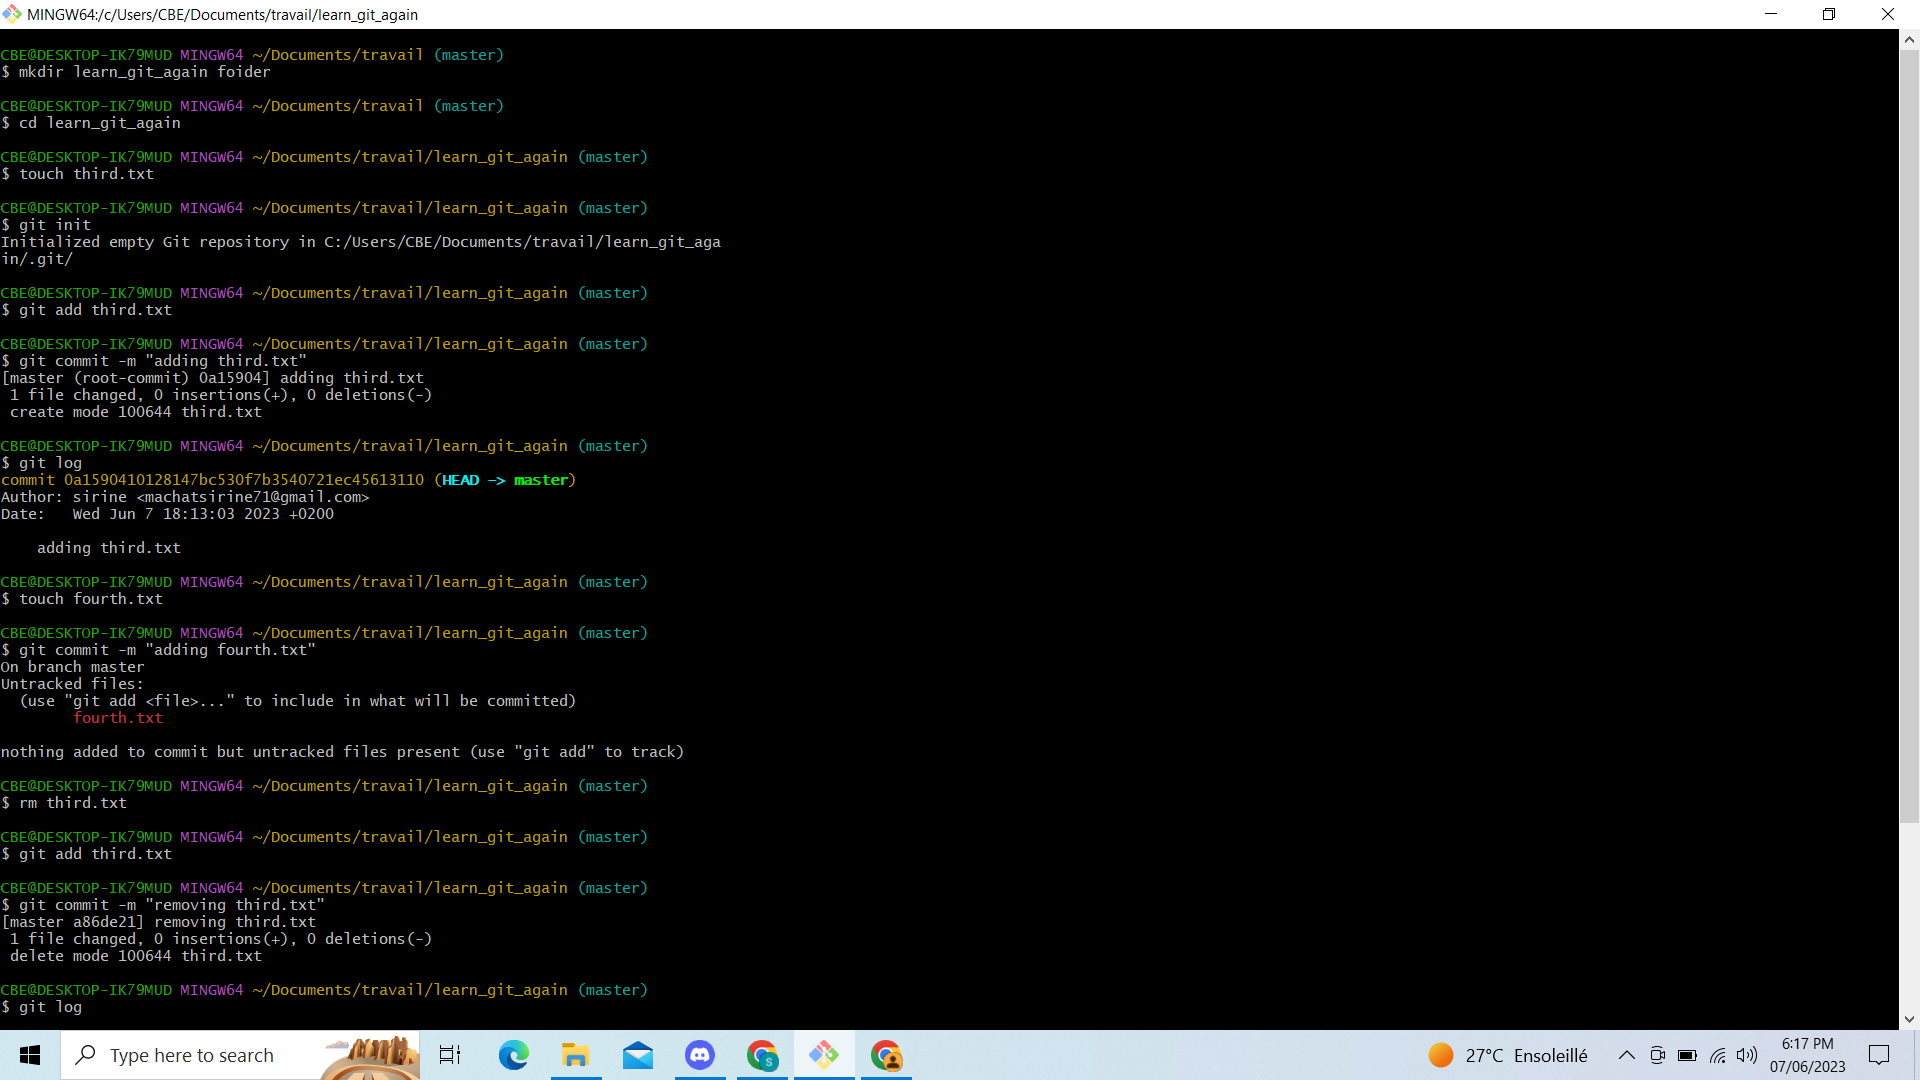 MINGW64:/c/Users/CBE/Documents/travail/learn_git_again
CBE@DESKTOP-IK79MUD MINGW64 ~/Documents/travail (master)
$ mkdir learn_git_again foider
CBE@DESKTOP-IK79MUD MINGW64 ~/Documents/travail (master)
$ cd learn_git_again
CBE@DESKTOP-IK79MUD MINGW64 ~/Documents/travail/learn_git_again (master)
$ touch third.txt
CBE@DESKTOP-IK79MUD MINGW64 ~/Documents/travail/learn_git_again (master)
$ git init
Initialized empty Git repository in C:/Users/CBE/Documents/travail/learn_git_aga
in/.git/
CBE@DESKTOP-IK79MUD MINGW64 ~/Documents/travail/learn_git_again (master)
$ git add third.txt
CBE@DESKTOP-IK79MUD MINGW64 ~/Documents/travail/learn_git_again (master)
$ git commit -m "adding third.txt"
[master (root-commit) 0a15904] adding third.txt
 1 file changed, 0 insertions(+), 0 deletions(-)
 create mode 100644 third.txt
CBE@DESKTOP-IK79MUD MINGW64 ~/Documents/travail/learn_git_again (master)
$ git log
commit 0a1590410128147bc530f7b3540721ec45613110 (HEAD -> master)
Author: sirine <machatsirine71@gmail.com>
Date:   Wed Jun 7 18:13:03 2023 +0200
    adding third.txt
CBE@DESKTOP-IK79MUD MINGW64 ~/Documents/travail/learn_git_again (master)
$ touch fourth.txt
CBE@DESKTOP-IK79MUD MINGW64 ~/Documents/travail/learn_git_again (master)
$ git commit -m "adding fourth.txt"
On branch master
Untracked files:
  (use "git add <file>..." to include in what will be committed)
        fourth.txt
nothing added to commit but untracked files present (use "git add" to track)
CBE@DESKTOP-IK79MUD MINGW64 ~/Documents/travail/learn_git_again (master)
$ rm third.txt
CBE@DESKTOP-IK79MUD MINGW64 ~/Documents/travail/learn_git_again (master)
$ git add third.txt
CBE@DESKTOP-IK79MUD MINGW64 ~/Documents/travail/learn_git_again (master)
$ git commit -m "removing third.txt"
[master a86de21] removing third.txt
 1 file changed, 0 insertions(+), 0 deletions(-)
 delete mode 100644 third.txt
CBE@DESKTOP-IK79MUD MINGW64 ~/Documents/travail/learn_git_again (master)
$ git log
Type here to search
S
27°C Ensoleillé
6:17 PM
07/06/2023